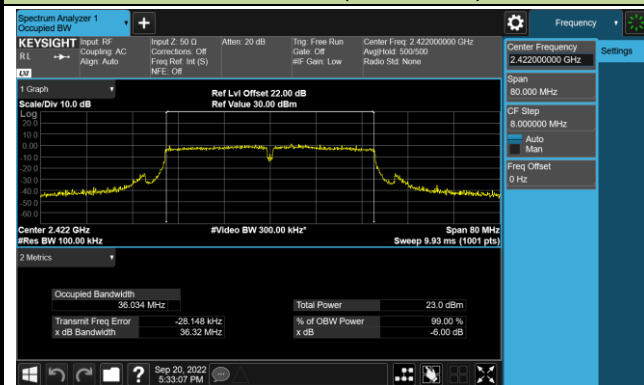 Spectrum Analyzer 1
Occupied BW
Frequency
KEYSIGHT
RL
Input: RF
Coupling: AC
Align: Auto
Input Z: 50 Ω
Corrections: Off
Freq Ref: Int (S)
NFE: Off
Atten: 20 dB
Trig: Free Run
Gate: Off
#IF Gain: Low
Center Freq: 2.422000000 GHz
Avg|Hold: 500/500
Radio Std: None
Center Frequency
2.422000000 GHz
Settings
Span
80.000 MHz
CF Step
8.000000 MHz
Auto
Man
Freq Offset
0 Hz
1 Graph
Scale/Div 10.0 dB
Ref Lvl Offset 22.00 dB
Ref Value 30.00 dBm
Log
20.0
10.0
0.00
-10.0
-20.0
-30.0
-40.0
-50.0
-60.0
Center 2.422 GHz
#Res BW 100.00 kHz
#Video BW 300.00 kHz*
Span 80 MHz
Sweep 9.93 ms (1001 pts)
2 Metrics
Occupied Bandwidth
36.034 MHz
Total Power 23.0 dBm
Transmit Freq Error -28.148 kHz
% of OBW Power 99.00 %
x dB Bandwidth 36.32 MHz
x dB -6.00 dB
Sep 20, 2022
5:33:07 PM